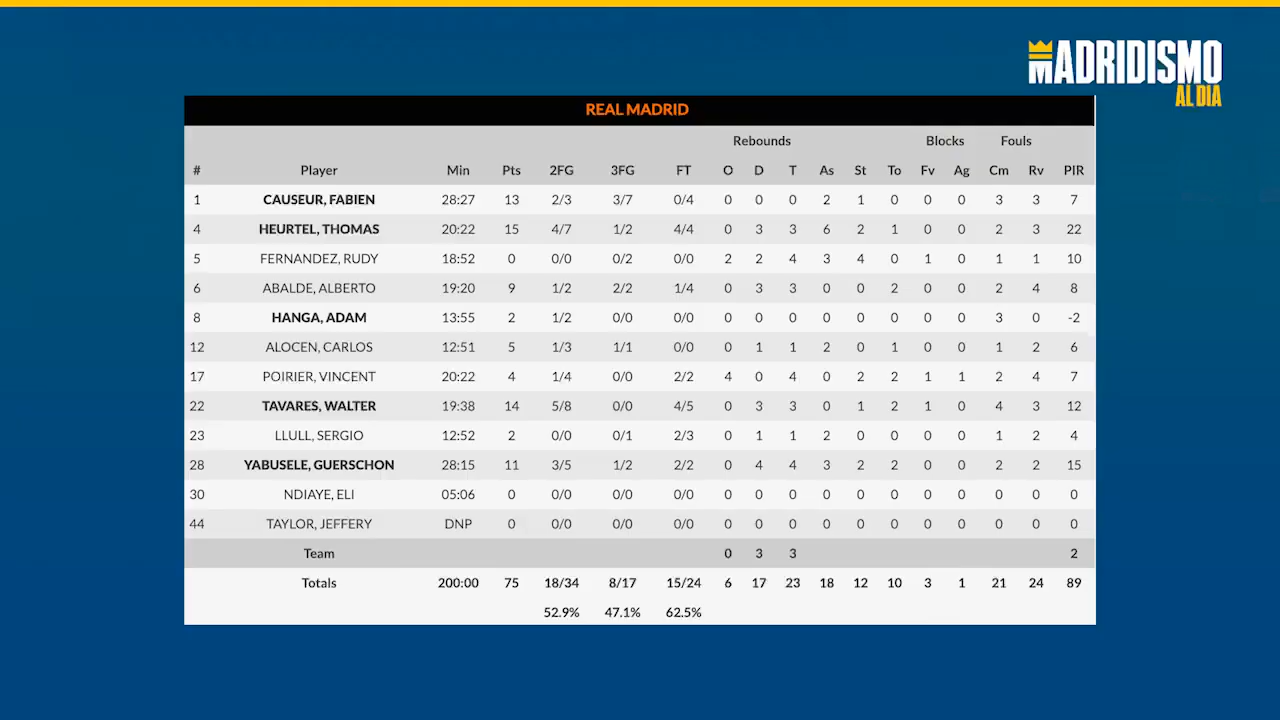 MADRIDISMO
AL DIA
REAL MADRID
Rebounds Blocks Fouls
# Player Min Pts 2FG 3FG FT O D T As St To Fv Ag Cm Rv PIR
1 CAUSEUR, FABIEN 28:27 13 2/3 3/7 0/4 0 0 0 2 1 0 0 0 3 3 7
4 HEURTEL, THOMAS 20:22 15 4/7 1/2 4/4 0 3 3 6 2 1 0 0 2 3 22
5 FERNANDEZ, RUDY 18:52 0 0/0 0/2 0/0 2 2 4 3 4 0 1 0 1 1 10
6 ABALDE, ALBERTO 19:20 9 1/2 2/2 1/4 0 3 3 0 0 2 0 0 2 4 8
8 HANGA, ADAM 13:55 2 1/2 0/0 0/0 0 0 0 0 0 0 0 0 3 0 -2
12 ALOCEN, CARLOS 12:51 5 1/3 1/1 0/0 0 1 1 2 0 1 0 0 1 2 6
17 POIRIER, VINCENT 20:22 4 1/4 0/0 2/2 4 0 4 0 2 2 1 1 2 4 7
22 TAVARES, WALTER 19:38 14 5/8 0/0 4/5 0 3 3 0 1 2 1 0 4 3 12
23 LLULL, SERGIO 12:52 2 0/0 0/1 2/3 0 1 1 2 0 0 0 0 1 2 4
28 YABUSELE, GUERSCHON 28:15 11 3/5 1/2 2/2 0 4 4 3 2 2 0 0 2 2 15
30 NDIAYE, ELI 05:06 0 0/0 0/0 0/0 0 0 0 0 0 0 0 0 0 0 0
44 TAYLOR, JEFFERY DNP 0 0/0 0/0 0/0 0 0 0 0 0 0 0 0 0 0 0
Team 0 3 3 2
Totals 200:00 75 18/34 8/17 15/24 6 17 23 18 12 10 3 1 21 24 89
52.9% 47.1% 62.5%